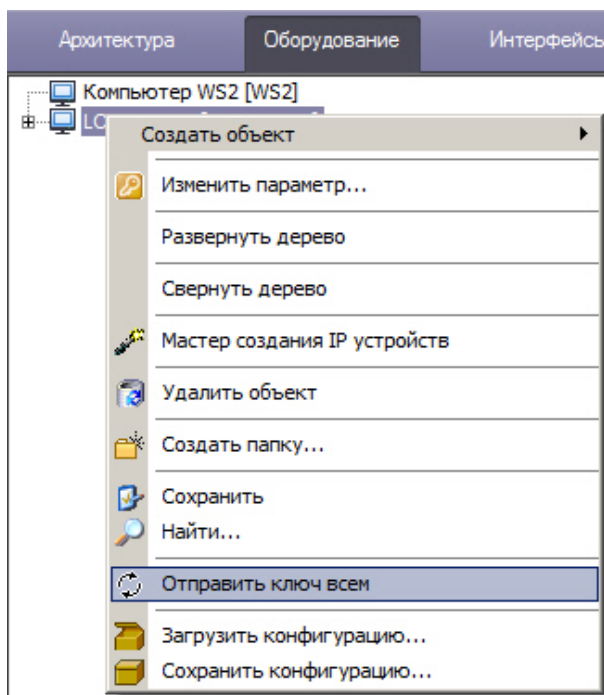 Архитектура Оборудование Интерфейсы
Компьютер WS2 [WS2]
Создать объект
Изменить параметр...
Развернуть дерево
Свернуть дерево
Мастер создания IP устройств
Удалить объект
Создать папку...
Сохранить
Найти...
Отправить ключ всем
Загрузить конфигурацию...
Сохранить конфигурацию...